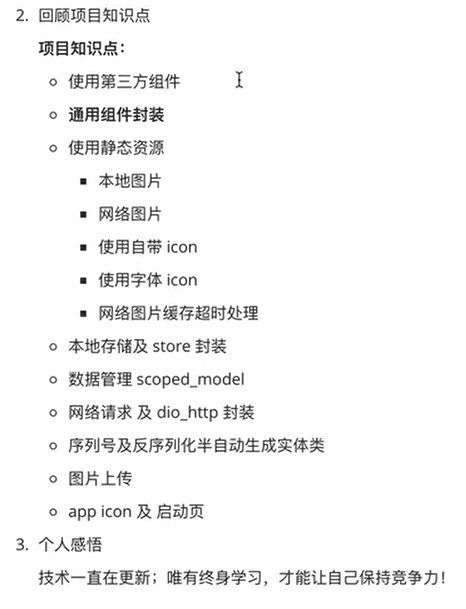 2. 回顾项目知识点
项目知识点：
使用第三方组件
通用组件封装
使用静态资源
本地图片
网络图片
使用自带 icon
使用字体 icon
网络图片缓存超时处理
本地存储及 store 封装
数据管理 scoped_model
网络请求 及 dio_http 封装
序列号及反序列化半自动生成实体类
图片上传
app icon 及 启动页
3. 个人感悟
技术一直在更新；唯有终身学习，才能让自己保持竞争力！